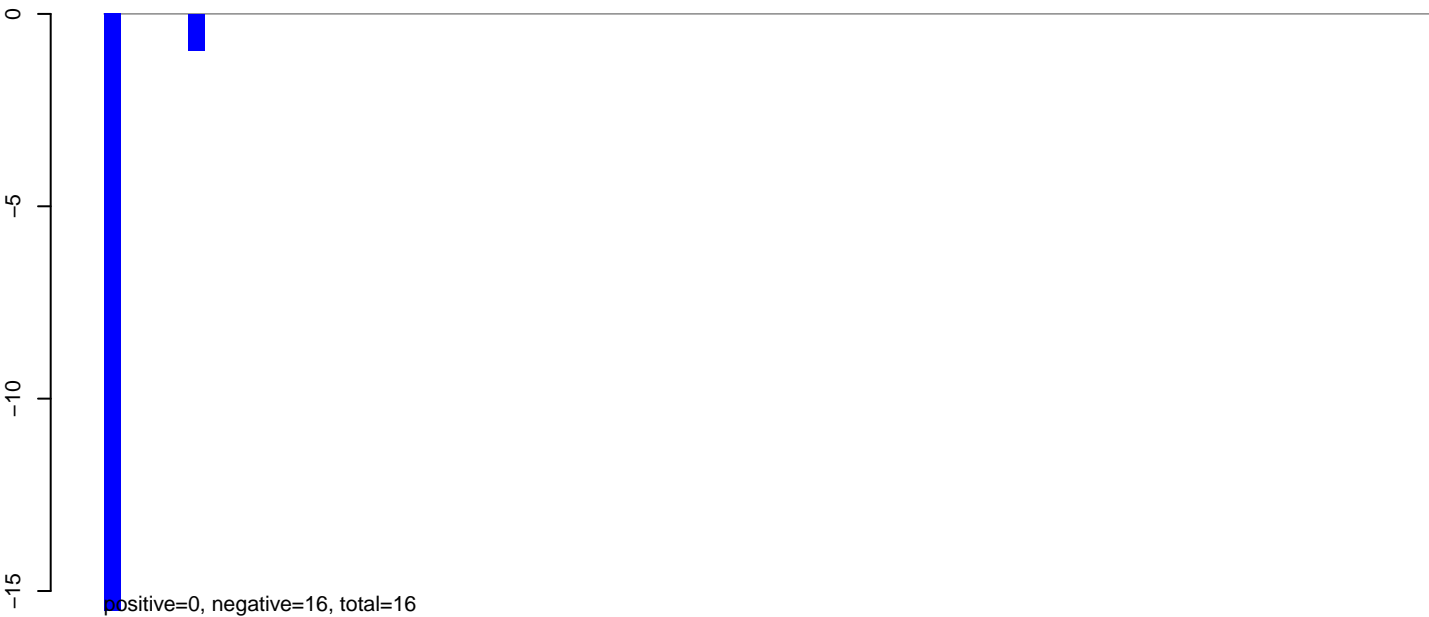 0
−5
−10
−15
positive=0, negative=16, total=16